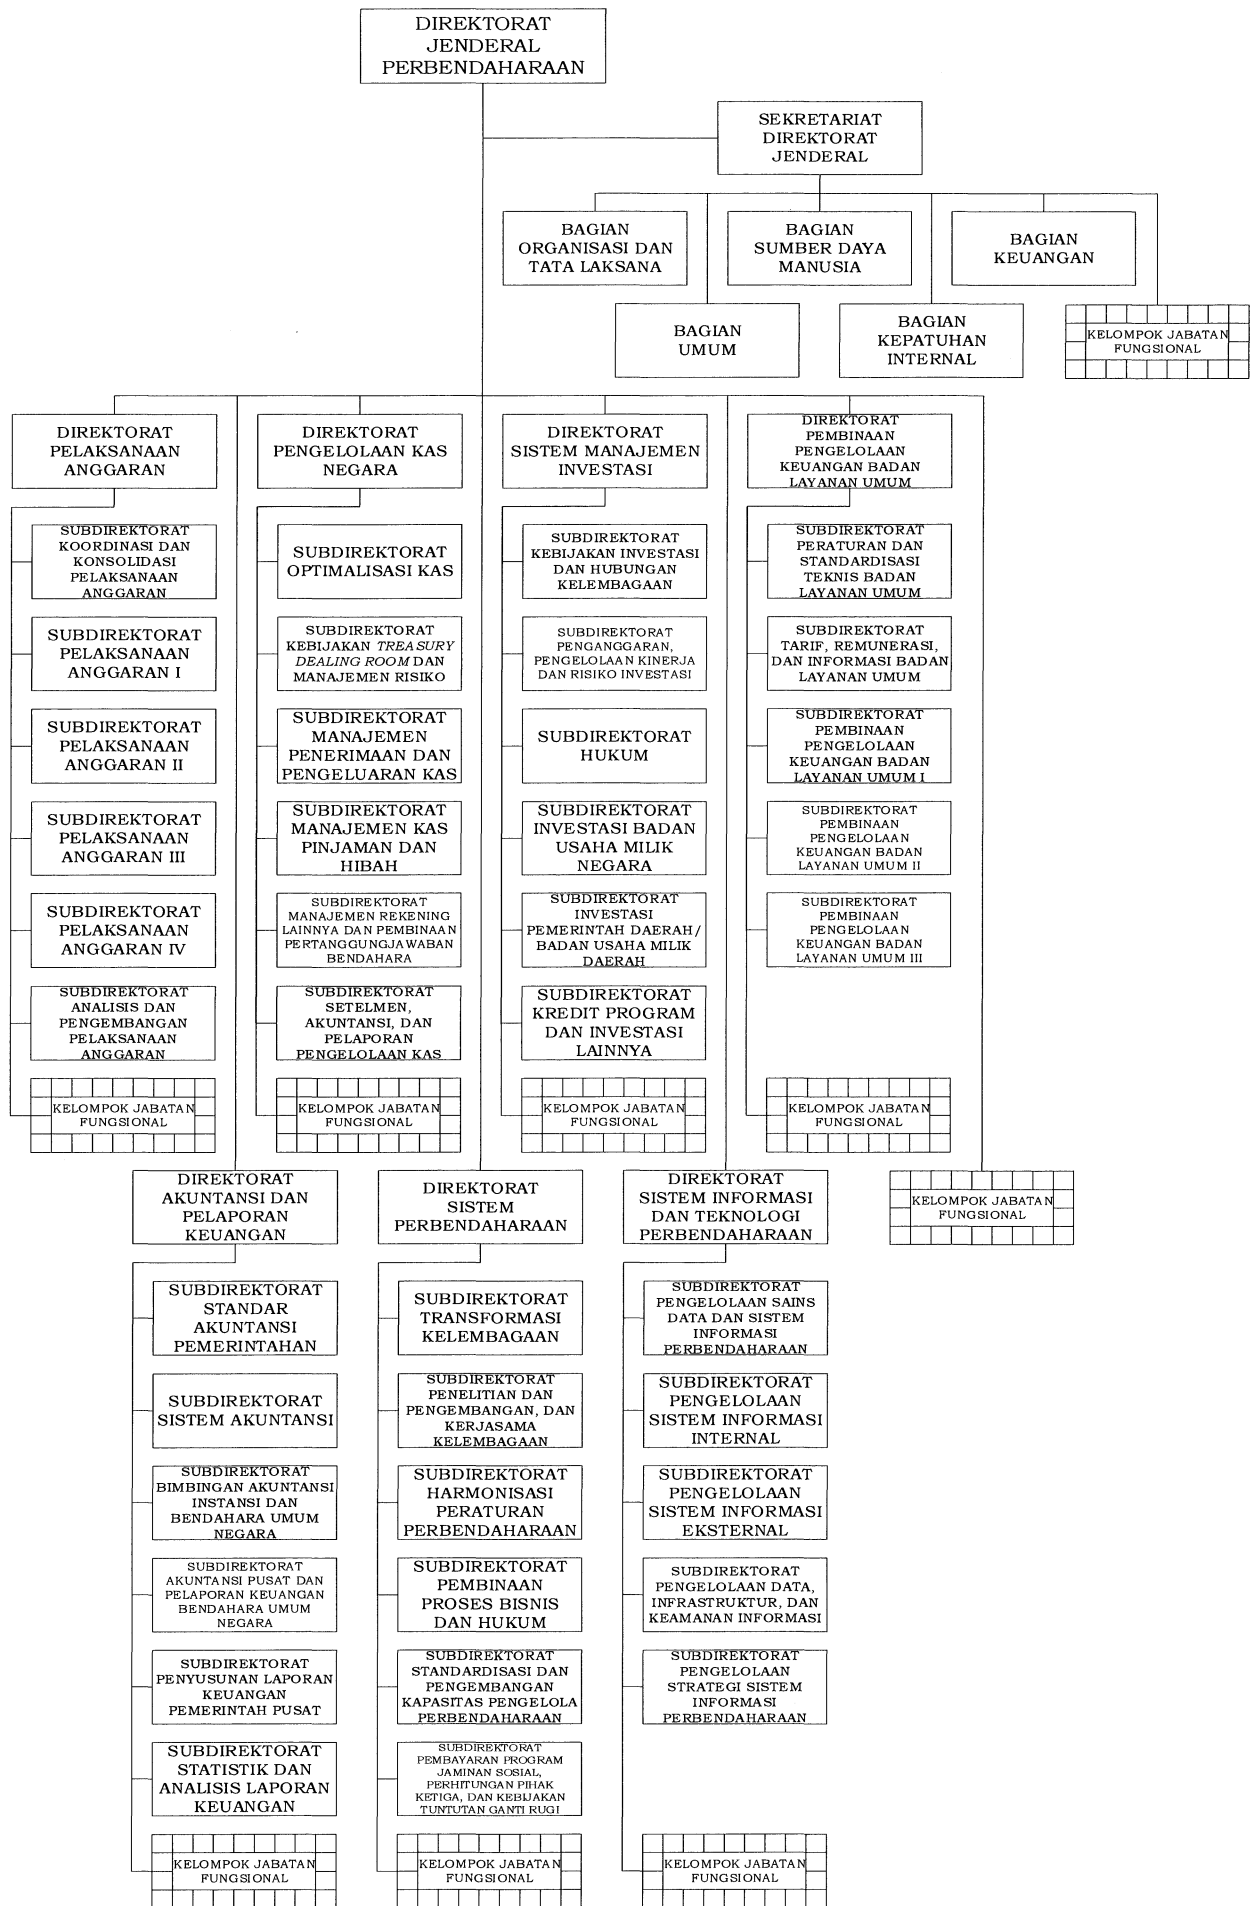 DIREKTORAT
JENDERAL
PERBENDAHARAAN
SEKRETARIAT
DIREKTORAT
JENDERAL
BAGIAN
ORGANISASI DAN
TATA LAKSANA
BAGIAN
SUMBER DAYA
MANUSIA
BAGIAN
KEUANGAN
BAGIAN
UMUM
BAGIAN
KEPATUHAN
INTERNAL
KELOMPOK JABATAN
FUNGSIONAL
DIREKTORAT
PELAKSANAAN
ANGGARAN
SUBDIREKTORAT
KOORDINASI DAN
KONSOLIDASI
PELAKSANAAN
ANGGARAN
SUBDIREKTORAT
PELAKSANAAN
ANGGARAN I
SUBDIREKTORAT
PELAKSANAAN
ANGGARAN II
SUBDIREKTORAT
PELAKSANAAN
ANGGARAN III
SUBDIREKTORAT
PELAKSANAAN
ANGGARAN IV
SUBDIREKTORAT
ANALISIS DAN
PENGEMBANGAN
PELAKSANAAN
ANGGARAN
KELOMPOK JABATAN
FUNGSIONAL
DIREKTORAT
PENGELOLAAN KAS
NEGARA
SUBDIREKTORAT
OPTIMALISASI KAS
SUBDIREKTORAT
KEBIJAKAN TREASURY
DEALING ROOM DAN
MANAJEMEN RISIKO
SUBDIREKTORAT
MANAJEMEN
PENERIMAAN DAN
PENGELUARAN KAS
SUBDIREKTORAT
MANAJEMEN KAS
PINJAMAN DAN
HIBAH
SUBDIREKTORAT
MANAJEMEN REKENING
LAINNYA DAN PEMBINAAN
PERTANGGUNGJAWABAN
BENDAHARA
SUBDIREKTORAT
SETELMEN,
AKUNTANSI, DAN
PELAPORAN
PENGELOLAAN KAS
KELOMPOK JABATAN
FUNGSIONAL
DIREKTORAT
SISTEM MANAJEMEN
INVESTASI
SUBDIREKTORAT
KEBIJAKAN INVESTASI
DAN HUBUNGAN
KELEMBAGAAN
SUBDIREKTORAT
PENGANGGARAN,
PENGELOLAAN KINERJA
DAN RISIKO INVESTASI
SUBDIREKTORAT
HUKUM
SUBDIREKTORAT
INVESTASI BADAN
USAHA MILIK
NEGARA
SUBDIREKTORAT
INVESTASI
PEMERINTAH DAERAH/
BADAN USAHA MILIK
DAERAH
SUBDIREKTORAT
KREDIT PROGRAM
DAN INVESTASI
LAINNYA
KELOMPOK JABATAN
FUNGSIONAL
DIREKTORAT
PEMBINAAN
PENGELOLAAN
KEUANGAN BADAN
LAYANAN UMUM
SUBDIREKTORAT
PERATURAN DAN
STANDARDISASI
TEKNIS BADAN
LAYANAN UMUM
SUBDIREKTORAT
TARIF, REMUNERASI,
DAN INFORMASI BADAN
LAYANAN UMUM
SUBDIREKTORAT
PEMBINAAN
PENGELOLAAN
KEUANGAN BADAN
LAYANAN UMUM I
SUBDIREKTORAT
PEMBINAAN
PENGELOLAAN
KEUANGAN BADAN
LAYANAN UMUM II
SUBDIREKTORAT
PEMBINAAN
PENGELOLAAN
KEUANGAN BADAN
LAYANAN UMUM III
KELOMPOK JABATAN
FUNGSIONAL
DIREKTORAT
AKUNTANSI DAN
PELAPORAN
KEUANGAN
SUBDIREKTORAT
STANDAR
AKUNTANSI
PEMERINTAHAN
SUBDIREKTORAT
SISTEM AKUNTANSI
SUBDIREKTORAT
BIMBINGAN AKUNTANSI
INSTANSI DAN
BENDAHARA UMUM
NEGARA
SUBDIREKTORAT
AKUNTANSI PUSAT DAN
PELAPORAN KEUANGAN
BENDAHARA UMUM
NEGARA
SUBDIREKTORAT
PENYUSUNAN LAPORAN
KEUANGAN
PEMERINTAH PUSAT
SUBDIREKTORAT
STATISTIK DAN
ANALISIS LAPORAN
KEUANGAN
KELOMPOK JABATAN
FUNGSIONAL
DIREKTORAT
SISTEM
PERBENDAHARAAN
SUBDIREKTORAT
TRANSFORMASI
KELEMBAGAAN
SUBDIREKTORAT
PENELITIAN DAN
PENGEMBANGAN, DAN
KERJASAMA
KELEMBAGAAN
SUBDIREKTORAT
HARMONISASI
PERATURAN
PERBENDAHARAAN
SUBDIREKTORAT
PEMBINAAN
PROSES BISNIS
DAN HUKUM
SUBDIREKTORAT
STANDARDISASI DAN
PENGEMBANGAN
KAPASITAS PENGELOLA
PERBENDAHARAAN
SUBDIREKTORAT
PEMBAYARAN PROGRAM
JAMINAN SOSIAL,
PERHITUNGAN PIHAK
KETIGA, DAN KEBIJAKAN
TUNTUTAN GANTI RUGI
KELOMPOK JABATAN
FUNGSIONAL
DIREKTORAT
SISTEM INFORMASI
DAN TEKNOLOGI
PERBENDAHARAAN
SUBDIREKTORAT
PENGELOLAAN SAINS
DATA DAN SISTEM
INFORMASI
PERBENDAHARAAN
SUBDIREKTORAT
PENGELOLAAN
SISTEM INFORMASI
INTERNAL
SUBDIREKTORAT
PENGELOLAAN
SISTEM INFORMASI
EKSTERNAL
SUBDIREKTORAT
PENGELOLAAN DATA,
INFRASTRUKTUR, DAN
KEAMANAN INFORMASI
SUBDIREKTORAT
PENGELOLAAN
STRATEGI SISTEM
INFORMASI
PERBENDAHARAAN
KELOMPOK JABATAN
FUNGSIONAL
KELOMPOK JABATAN
FUNGSIONAL